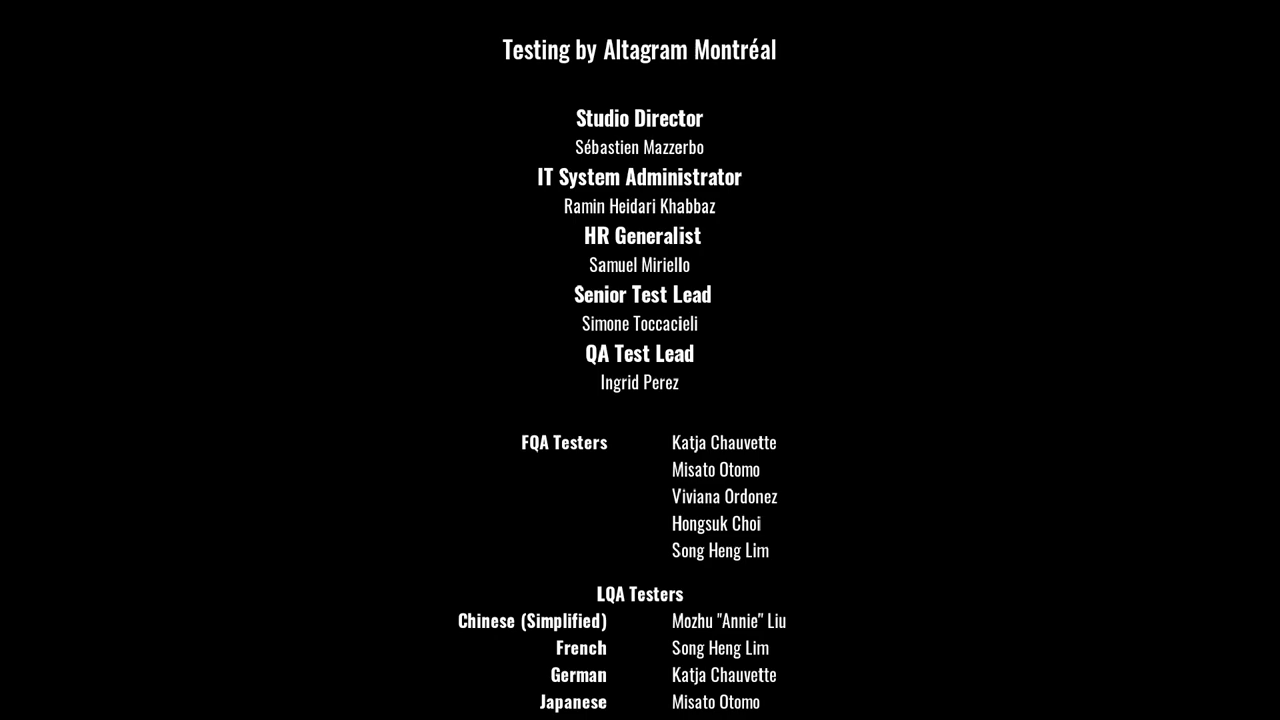 Testing by Altagram Montréal
Studio Director
Sébastien Mazzerbo
IT System Administrator
Ramin Heidari Khabbaz
HR Generalist
Samuel Miriello
Senior Test Lead
Simone Toccacieli
QA Test Lead
Ingrid Perez
FQA Testers Katja Chauvette
Misato Otomo
Viviana Ordonez
Hongsuk Choi
Song Heng Lim
LQA Testers
Chinese (Simplified) Mozhu "Annie" Liu
French Song Heng Lim
German Katja Chauvette
Japanese Misato Otomo